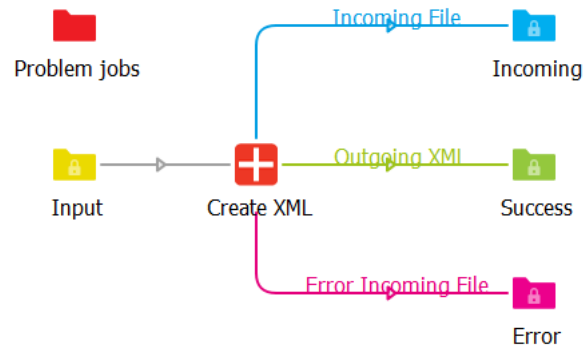 Incoming File
Problem jobs
Incoming
Outgoing XML
Input
Create XML
Success
Error Incoming File
Error